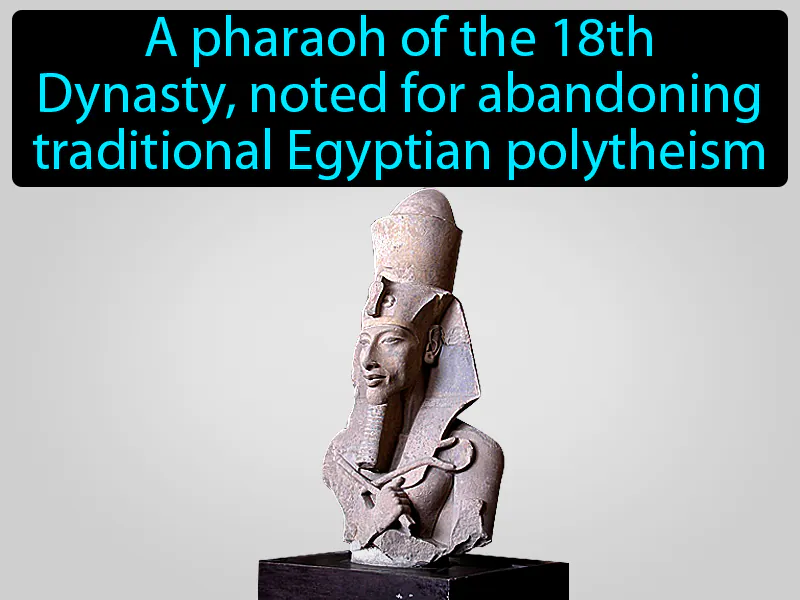 A pharaoh of the 18th
Dynasty, noted for abandoning
traditional Egyptian polytheism